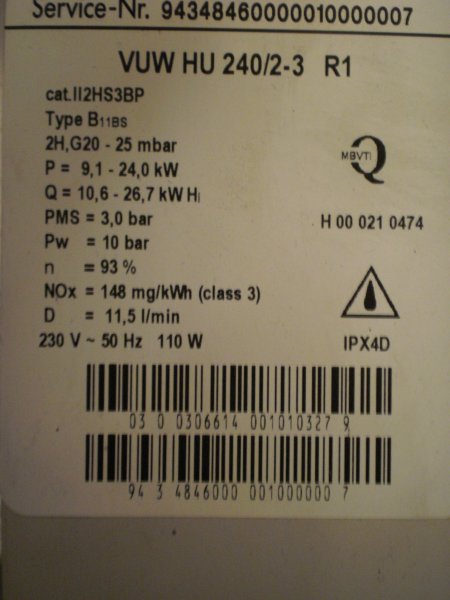 Service-Nr. 94348460000010000007
VUW HU 240/2-3 R1
cat.II2HS3BP
Type B11BS
2H,G20 - 25 mbar
P = 9,1 - 24,0 kW
Q = 10,6 - 26,7 kW Hi
PMS = 3,0 bar
Pw = 10 bar
n = 93 %
NOx = 148 mg/kWh (class 3)
D = 11,5 l/min
230 V ~ 50 Hz 110 W
MBVTI Q
H 00 021 0474
IPX4D
03 0 0306614 001010327 9
94 3 4846000 001000000 7